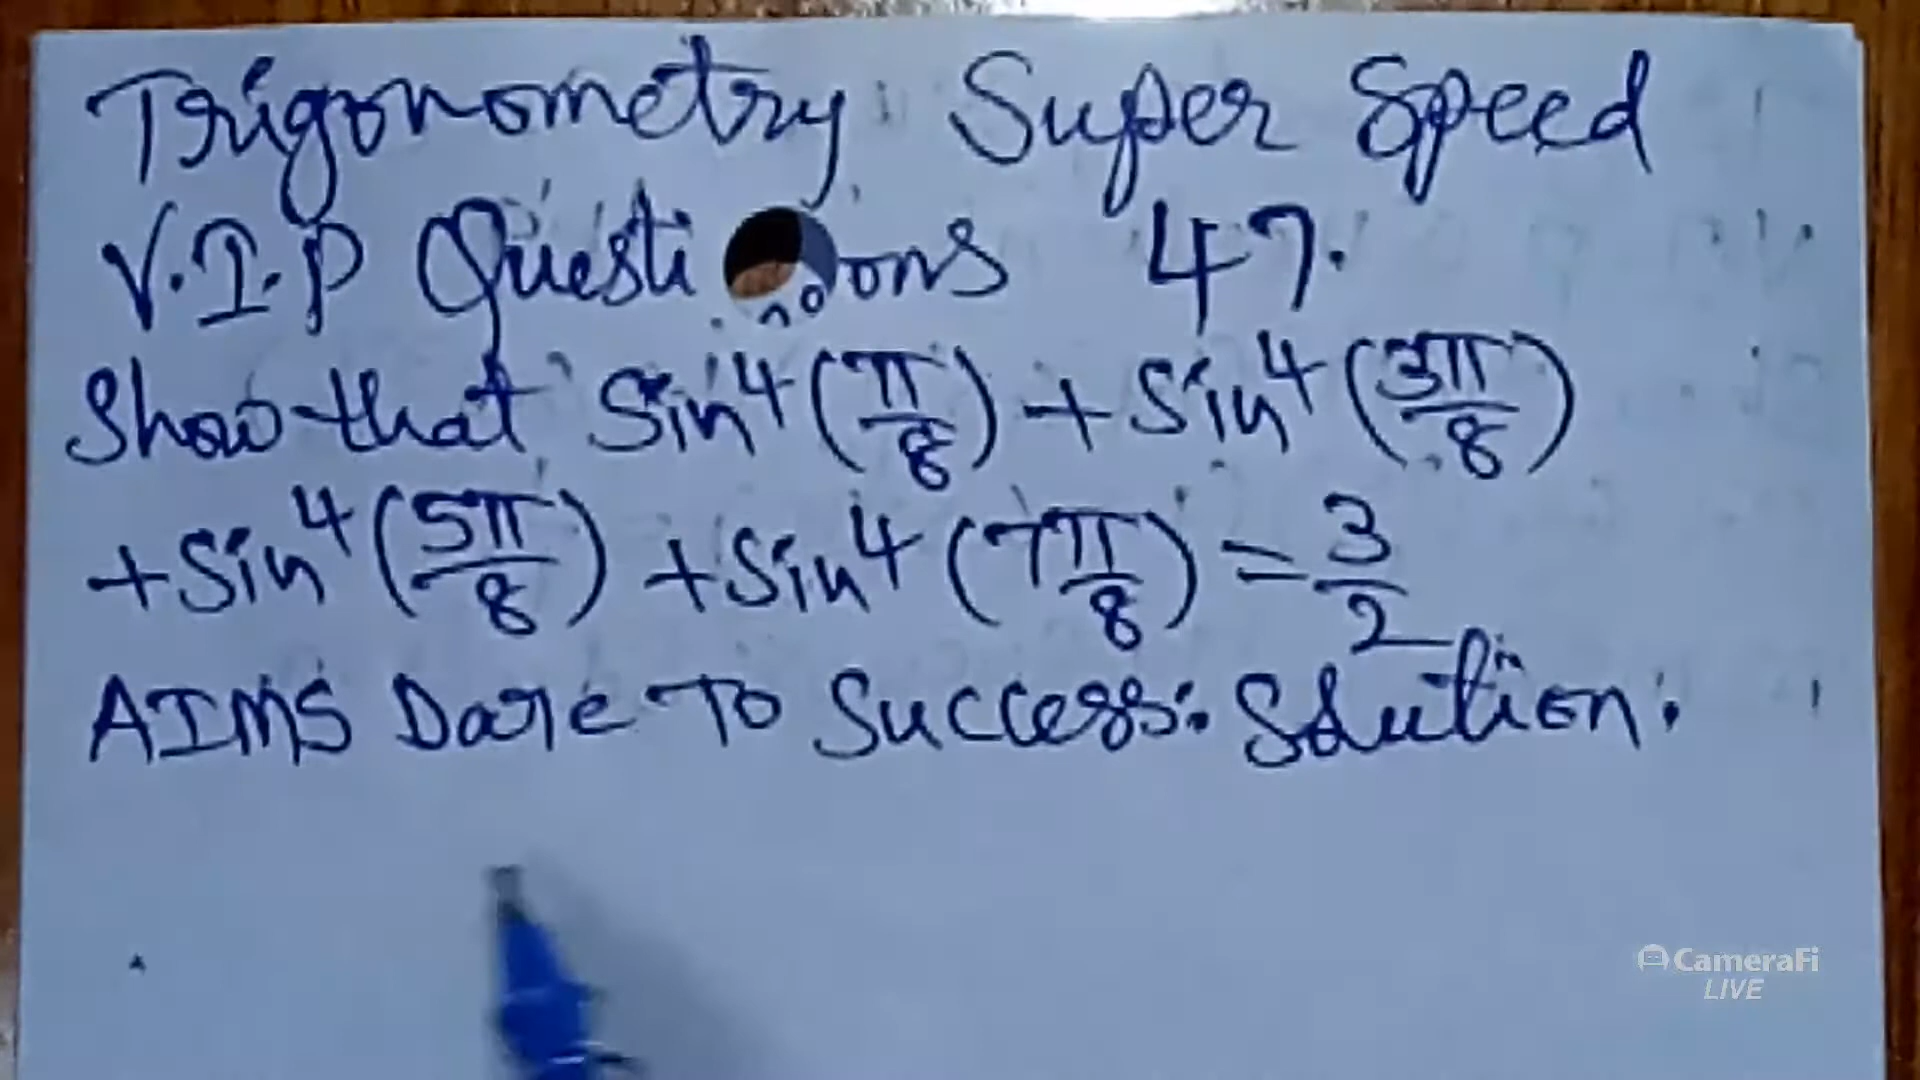 Trigonometry Super Speed
V.I.P Questions 47.
Show that Sin⁴(π/8) + Sin⁴(3π/8)
+ Sin⁴(5π/8) + Sin⁴(7π/8) = 3/2
AIMS Dare To Success: Solution:
CameraFi
LIVE